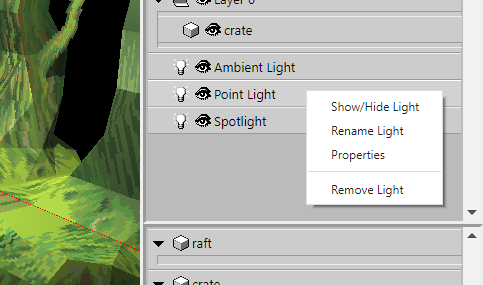 Layer 0
crate
Ambient Light
Point Light
Spotlight
Show/Hide Light
Rename Light
Properties
Remove Light
raft
crate